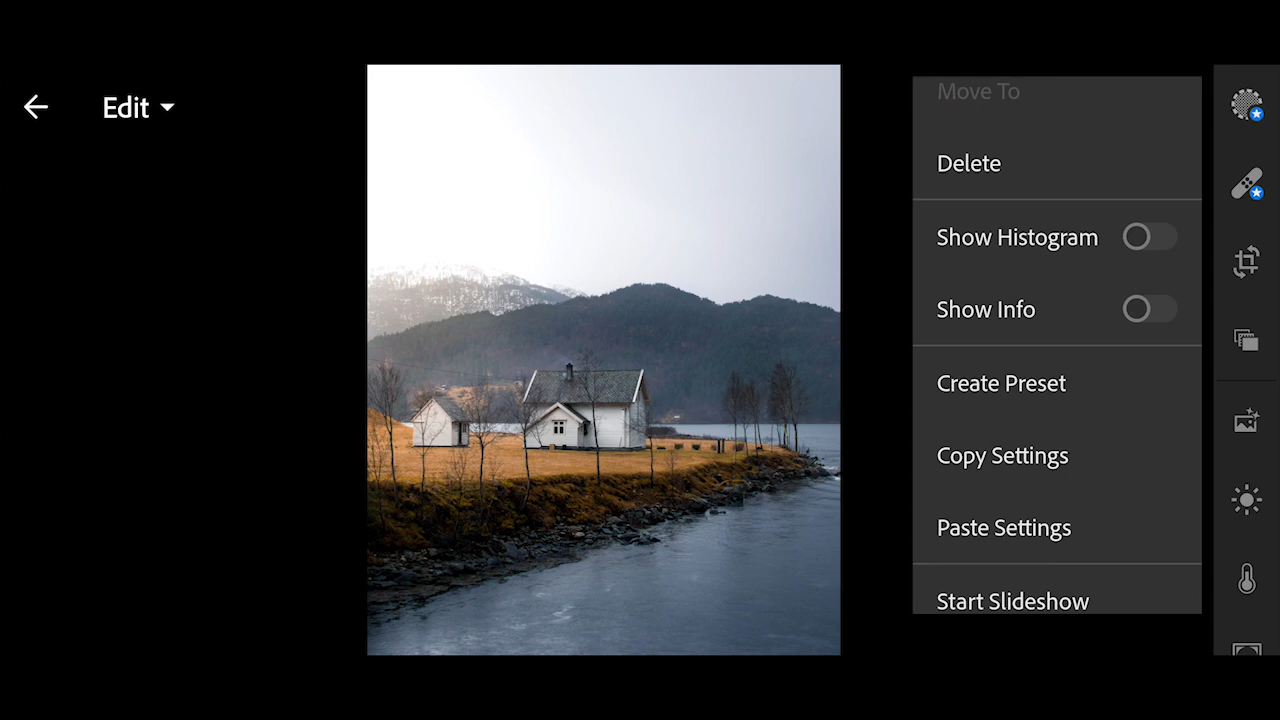 Edit
Move To
Delete
Show Histogram
Show Info
Create Preset
Copy Settings
Paste Settings
Start Slideshow